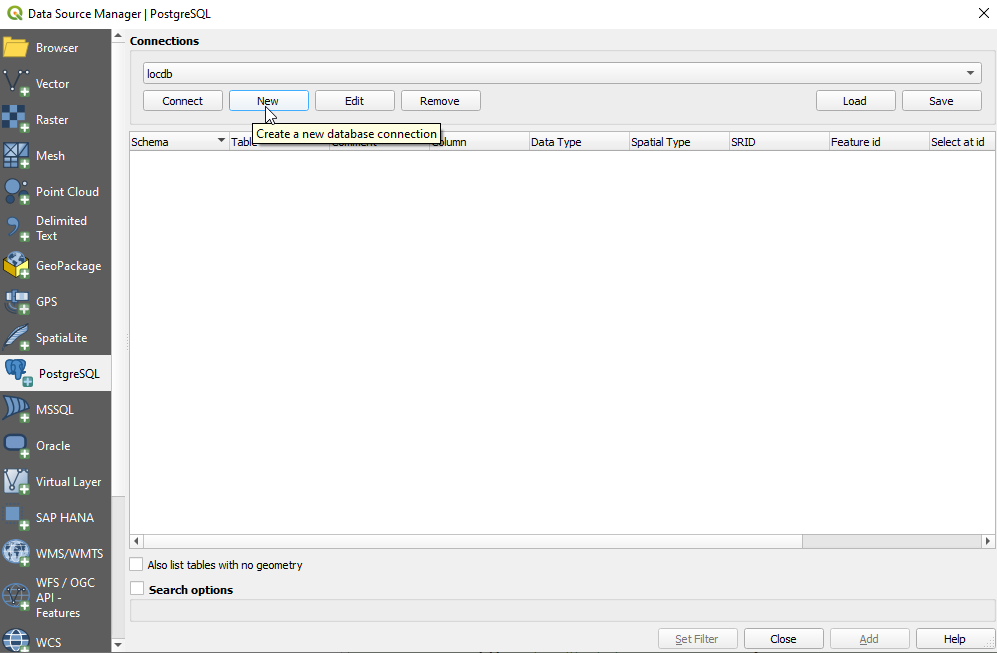 Data Source Manager | PostgreSQL
Browser
Vector
Raster
Mesh
Point Cloud
Delimited
Text
GeoPackage
GPS
SpatiaLite
PostgreSQL
MSSQL
Oracle
Virtual Layer
SAP HANA
WMS/WMTS
WFS / OGC
API -
Features
WCS
Connections
locdb
Connect New Edit Remove Load Save
Create a new database connection
Schema Table Comment Column Data Type Spatial Type SRID Feature id Select at id
Also list tables with no geometry
Search options
Set Filter Close Add Help